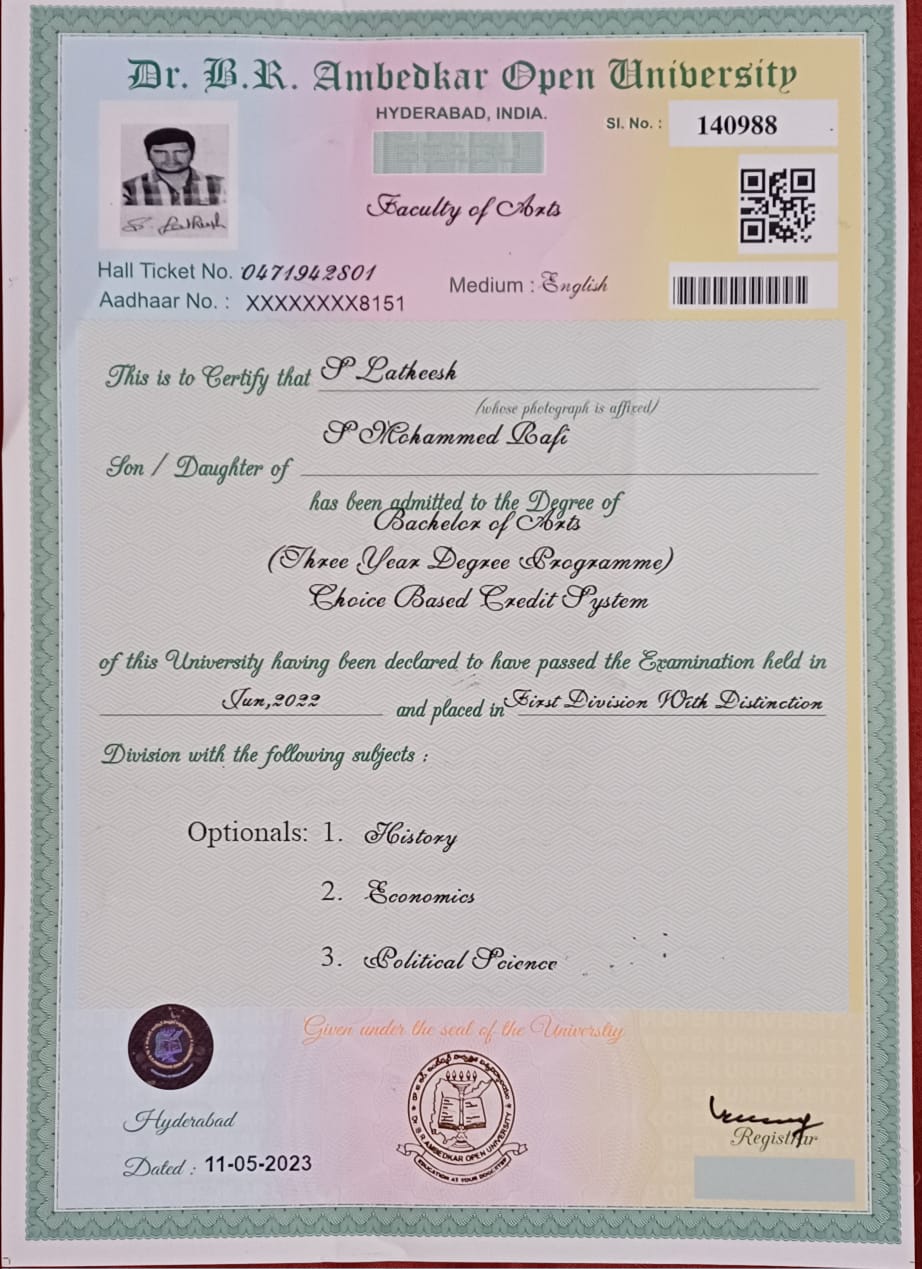 Dr. B.R. Ambedkar Open University
HYDERABAD, INDIA.
Sl. No. : 140988
Faculty of Arts
S. Latheesh
Hall Ticket No. 0471942801
Medium : English
Aadhaar No. : XXXXXXXX8151
This is to Certify that S Latheesh
/whose photograph is affixed/
S Mohammed Rafi
Son / Daughter of
has been admitted to the Degree of
Bachelor of Arts
(Three Year Degree Programme)
Choice Based Credit System
of this University having been declared to have passed the Examination held in
Jun,2022 and placed in First Division With Distinction
Division with the following subjects :
Optionals: 1. History
2. Economics
3. Political Science
Given under the seal of the Universtiy
Dr. B.R.AMBEDKAR OPEN UNIVERSITY
EDUCATION AT YOUR DOORSTEP
Hyderabad
Registrar
Dated : 11-05-2023